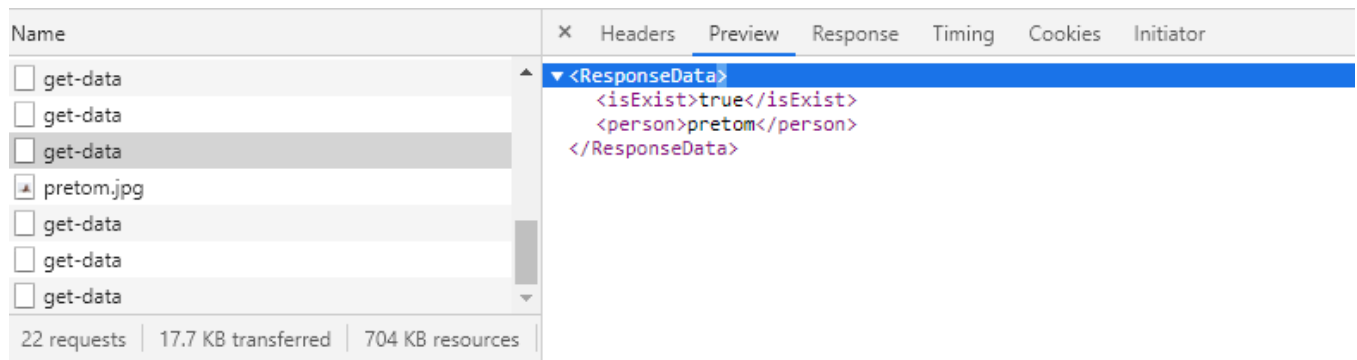 Name
get-data
get-data
get-data
pretom.jpg
get-data
get-data
get-data
22 requests 17.7 KB transferred 704 KB resources
× Headers Preview Response Timing Cookies Initiator
▼<ResponseData>
<isExist>true</isExist>
<person>pretom</person>
</ResponseData>